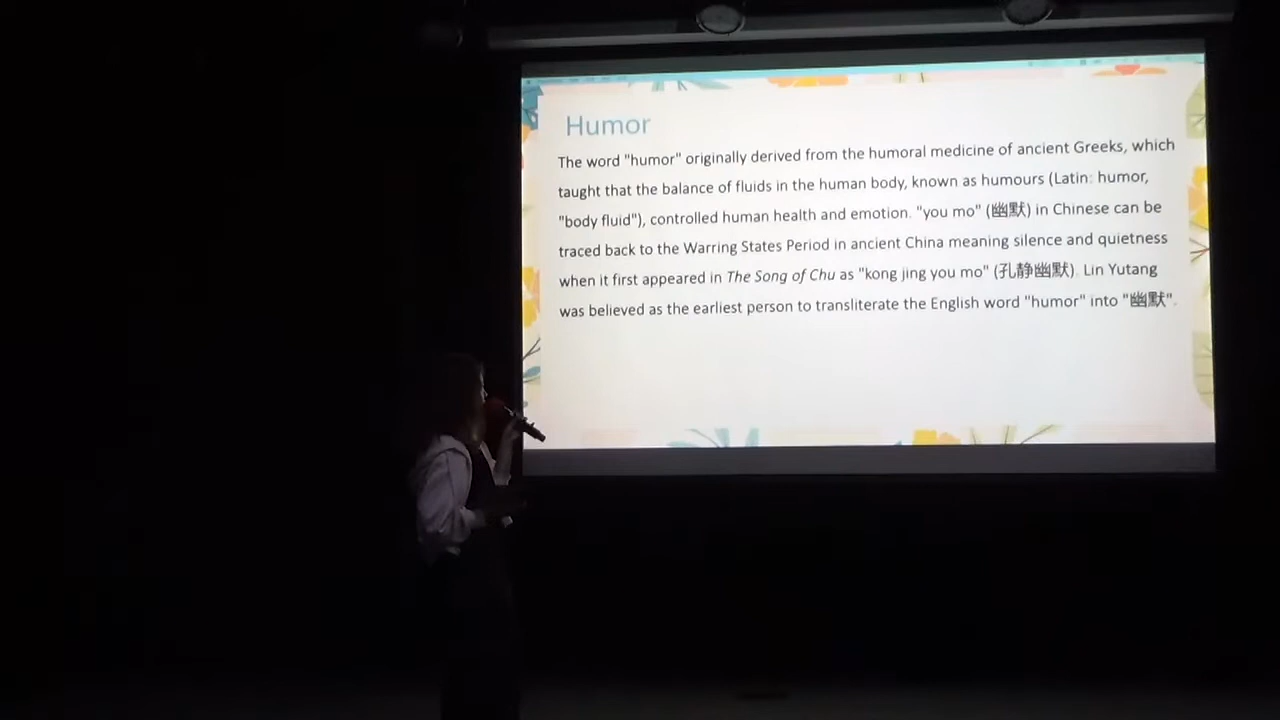 Humor
The word "humor" originally derived from the humoral medicine of ancient Greeks, which
taught that the balance of fluids in the human body, known as humours (Latin: humor,
"body fluid"), controlled human health and emotion. "you mo" (幽默) in Chinese can be
traced back to the Warring States Period in ancient China meaning silence and quietness
when it first appeared in The Song of Chu as "kong jing you mo" (孔静幽默). Lin Yutang
was believed as the earliest person to transliterate the English word "humor" into "幽默".